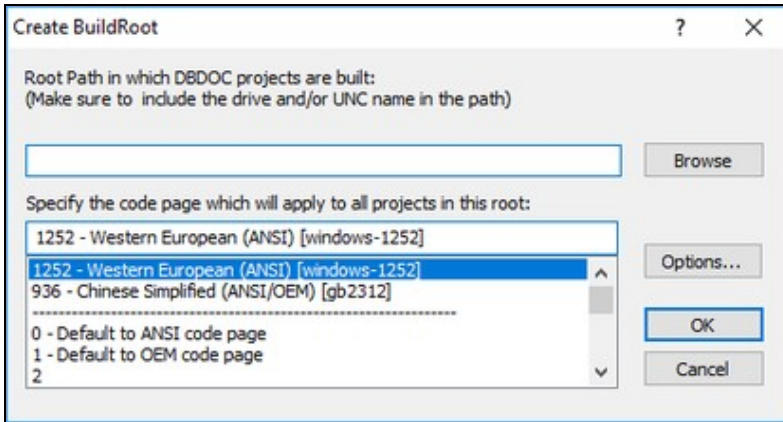 Create BuildRoot
?
Root Path in which DBDOC projects are built:
(Make sure to include the drive and/or UNC name in the path)
Browse
Specify the code page which will apply to all projects in this root:
1252 - Western European (ANSI) [windows-1252]
1252 - Western European (ANSI) [windows-1252]
936 - Chinese Simplified (ANSI/OEM) [gb2312]
--------------------------------------------------------------
0 - Default to ANSI code page
1 - Default to OEM code page
2
Options...
OK
Cancel